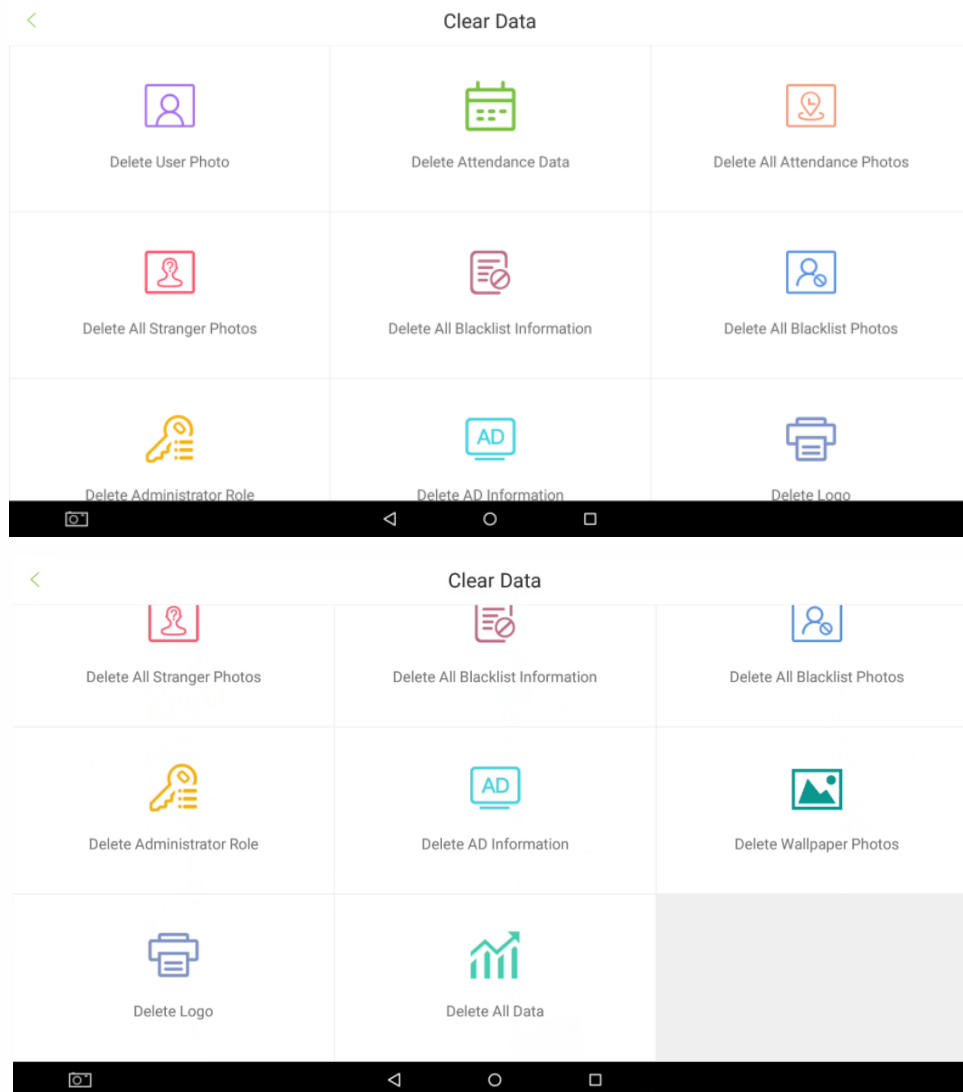 Clear Data
Delete User Photo
Delete Attendance Data
Delete All Attendance Photos
Delete All Stranger Photos
Delete All Blacklist Information
Delete All Blacklist Photos
AD
Delete Administrator Role
Delete AD Information
Delete Logo
Clear Data
Delete All Stranger Photos
Delete All Blacklist Information
Delete All Blacklist Photos
AD
Delete Administrator Role
Delete AD Information
Delete Wallpaper Photos
Delete Logo
Delete All Data